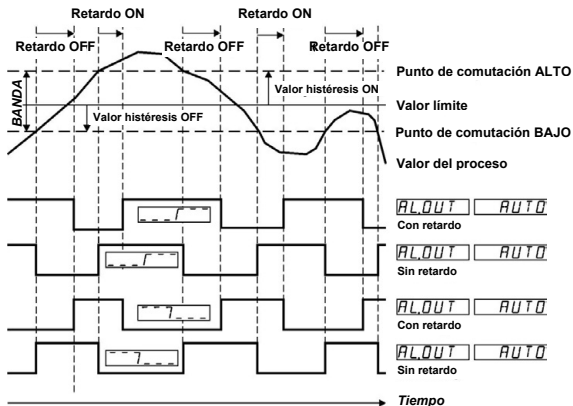 Retardo ON
Retardo ON
Retardo OFF
Retardo OFF
Retardo OFF
Punto de comutación ALTO
Valor histéresis ON
BANDA
Valor límite
Valor histéresis OFF
Punto de comutación BAJO
Valor del proceso
AL.OUT AUTO
Con retardo
AL.OUT AUTO
Sin retardo
AL.OUT AUTO
Con retardo
AL.OUT AUTO
Sin retardo
Tiempo